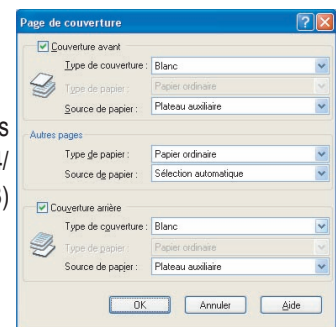 Page de couverture
Couverture avant
Type de couverture : Blanc
Type de papier : Papier ordinaire
Source de papier : Plateau auxiliaire
Autres pages
Type de papier : Papier ordinaire
Source de papier : Sélection automatique
Couverture arrière
Type de couverture : Blanc
Type de papier : Papier ordinaire
Source de papier : Plateau auxiliaire
OK Annuler Aide
s
/
)